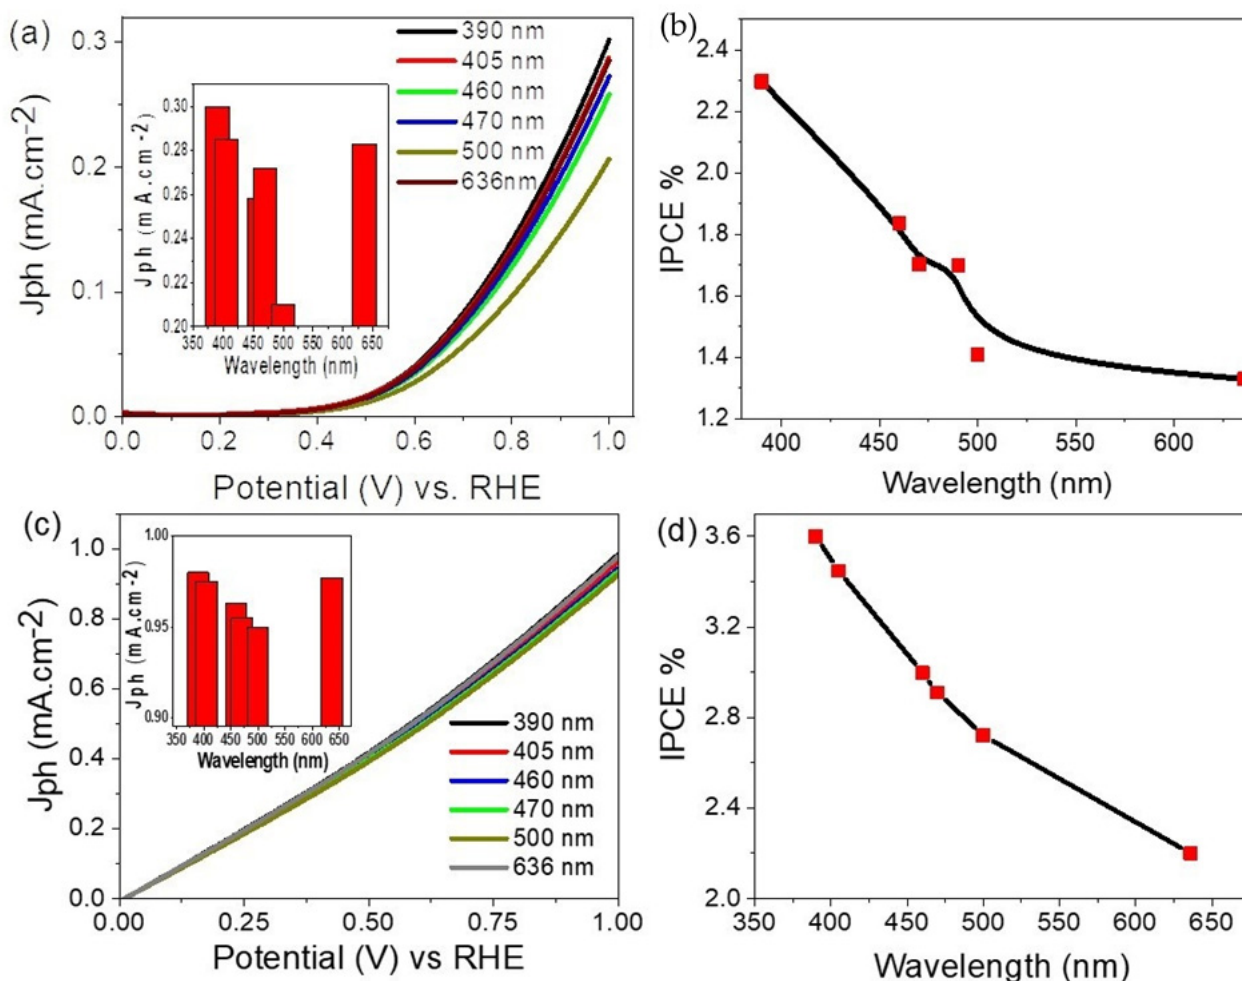 (a)
0.3
0.2
0.1
0.0
Jph (mA.cm⁻²)
390 nm
405 nm
460 nm
470 nm
500 nm
636nm
0.30
0.28
0.26
0.24
0.22
0.20
Jph (mA.cm-2)
350 400 450 500 550 600 650
Wavelength (nm)
0.0 0.2 0.4 0.6 0.8 1.0
Potential (V) vs. RHE
(b)
2.4
2.2
2.0
1.8
1.6
1.4
1.2
IPCE %
400 450 500 550 600
Wavelength (nm)
(c)
1.0
0.8
0.6
0.4
0.2
0.0
Jph (mA.cm⁻²)
1.00
0.95
0.90
Jph (mA.cm-2)
350 400 450 500 550 600 650
Wavelength (nm)
390 nm
405 nm
460 nm
470 nm
500 nm
636 nm
0.00 0.25 0.50 0.75 1.00
Potential (V) vs RHE
(d)
3.6
3.2
2.8
2.4
2.0
IPCE %
350 400 450 500 550 600 650
Wavelength (nm)